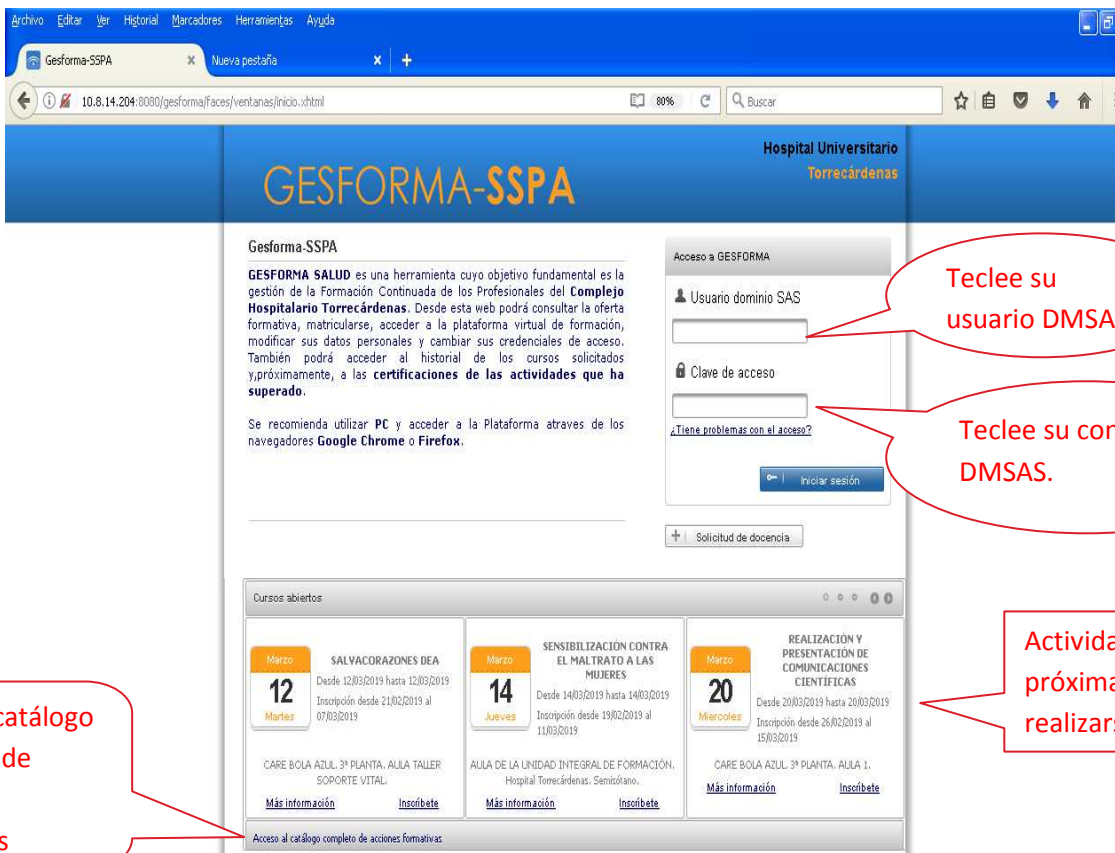 Archivo Editar Ver Historial Marcadores Herramientas Ayuda
Gesforma-SSPA
Nueva pestaña
10.8.14.204:8080/gesforma/faces/ventanas/inicio.xhtml
80%
Buscar
Hospital Universitario
Torrecárdenas
GESFORMA-SSPA
Gesforma-SSPA
GESFORMA SALUD es una herramienta cuyo objetivo fundamental es la
gestión de la Formación Continuada de los Profesionales del Complejo
Hospitalario Torrecárdenas. Desde esta web podrá consultar la oferta
formativa, matricularse, acceder a la plataforma virtual de formación,
modificar sus datos personales y cambiar sus credenciales de acceso.
También podrá acceder al historial de los cursos solicitados
y,próximamente, a las certificaciones de las actividades que ha
superado.
Se recomienda utilizar PC y acceder a la Plataforma atraves de los
navegadores Google Chrome o Firefox.
Acceso a GESFORMA
Usuario dominio SAS
Clave de acceso
¿Tiene problemas con el acceso?
Iniciar sesión
Solicitud de docencia
Teclee su
usuario DMSA
Teclee su con
DMSAS.
Cursos abiertos
Marzo
12
Martes
SALVACORAZONES DEA
Desde 12/03/2019 hasta 12/03/2019
Inscripción desde 21/02/2019 al
07/03/2019
CARE BOLA AZUL. 3ª PLANTA. AULA TALLER
SOPORTE VITAL.
Más información Inscríbete
Marzo
14
Jueves
SENSIBILIZACIÓN CONTRA
EL MALTRATO A LAS
MUJERES
Desde 14/03/2019 hasta 14/03/2019
Inscripción desde 19/02/2019 al
11/03/2019
AULA DE LA UNIDAD INTEGRAL DE FORMACIÓN.
Hospital Torrecárdenas. Semisótano.
Más información Inscríbete
Marzo
20
Miercoles
REALIZACIÓN Y
PRESENTACIÓN DE
COMUNICACIONES
CIENTÍFICAS
Desde 20/03/2019 hasta 20/03/2019
Inscripción desde 26/02/2019 al
15/03/2019
CARE BOLA AZUL. 3ª PLANTA. AULA 1.
Más información Inscríbete
Acceso al catálogo completo de acciones formativas
Activida
próxima
realizars
catálogo
de
s